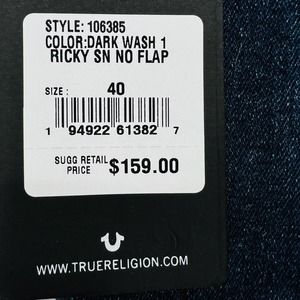 STYLE: 106385
COLOR:DARK WASH 1
RICKY SN NO FLAP
SIZE : 40
1 94922 61382 7
SUGG RETAIL
PRICE $159.00
WWW.TRUERELIGION.COM